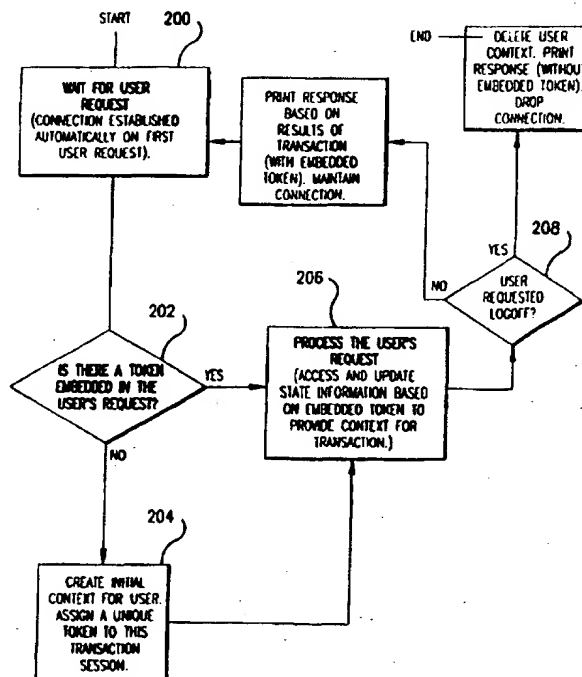 START
200
WAIT FOR USER
REQUEST
(CONNECTION ESTABLISHED
AUTOMATICALLY ON FIRST
USER REQUEST).
PRINT RESPONSE
BASED ON
RESULTS OF
TRANSACTION
(WITH EMBEDDED
TOKEN). MAINTAIN
CONNECTION.
END
DELETE USER
CONTEXT. PRINT
RESPONSE (WITHOUT
EMBEDDED TOKEN).
DROP
CONNECTION.
208
YES
NO
USER
REQUESTED
LOGOFF?
202
IS THERE A TOKEN
EMBEDDED IN THE
USER'S REQUEST?
YES
NO
206
PROCESS THE USER'S
REQUEST
(ACCESS AND UPDATE
STATE INFORMATION BASED
ON EMBEDDED TOKEN TO
PROVIDE CONTEXT FOR
TRANSACTION.)
204
CREATE INITIAL
CONTEXT FOR USER.
ASSIGN A UNIQUE
TOKEN TO THIS
TRANSACTION
SESSION.